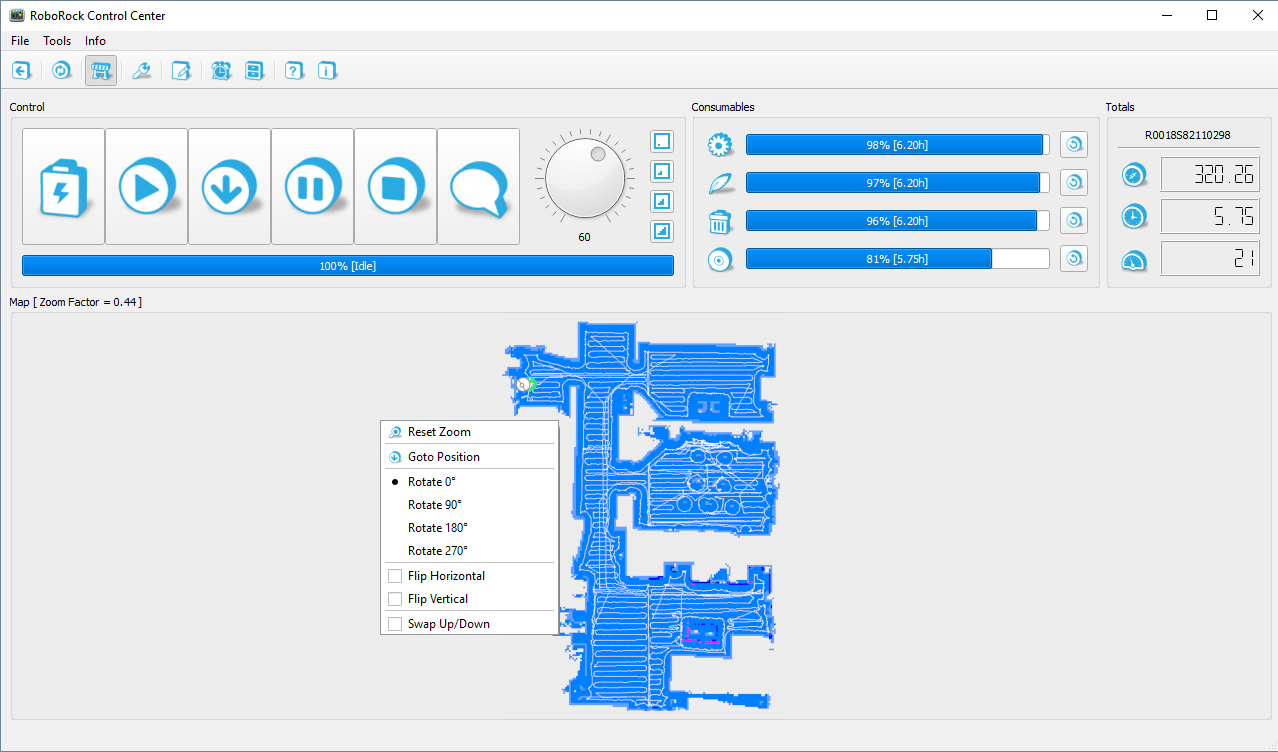 RoboRock Control Center
File Tools Info
Control
Consumables
Totals
60
100% [Idle]
98% [6.20h]
97% [6.20h]
96% [6.20h]
81% [5.75h]
R0018S82110298
320.26
5.75
21
Map [ Zoom Factor = 0.44 ]
Reset Zoom
Goto Position
Rotate 0°
Rotate 90°
Rotate 180°
Rotate 270°
Flip Horizontal
Flip Vertical
Swap Up/Down